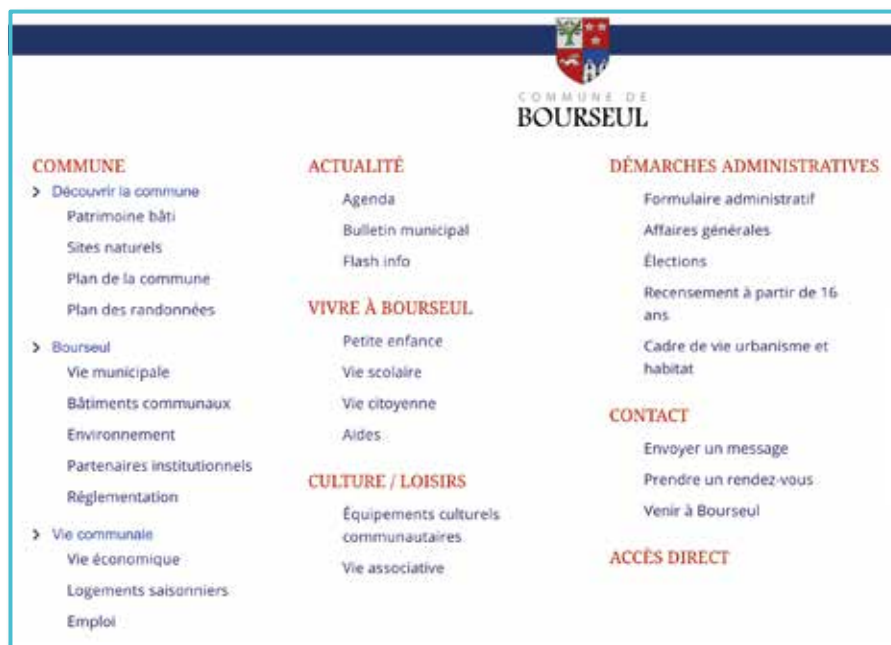 COMMUNE DE
BOURSEUL
COMMUNE
Découvrir la commune
Patrimoine bâti
Sites naturels
Plan de la commune
Plan des randonnées
Bourseul
Vie municipale
Bâtiments communaux
Environnement
Partenaires institutionnels
Réglementation
Vie communale
Vie économique
Logements saisonniers
Emploi
ACTUALITÉ
Agenda
Bulletin municipal
Flash info
VIVRE À BOURSEUL
Petite enfance
Vie scolaire
Vie citoyenne
Aides
CULTURE / LOISIRS
Équipements culturels
communautaires
Vie associative
DÉMARCHES ADMINISTRATIVES
Formulaire administratif
Affaires générales
Élections
Recensement à partir de 16
ans
Cadre de vie urbanisme et
habitat
CONTACT
Envoyer un message
Prendre un rendez-vous
Venir à Bourseul
ACCÈS DIRECT